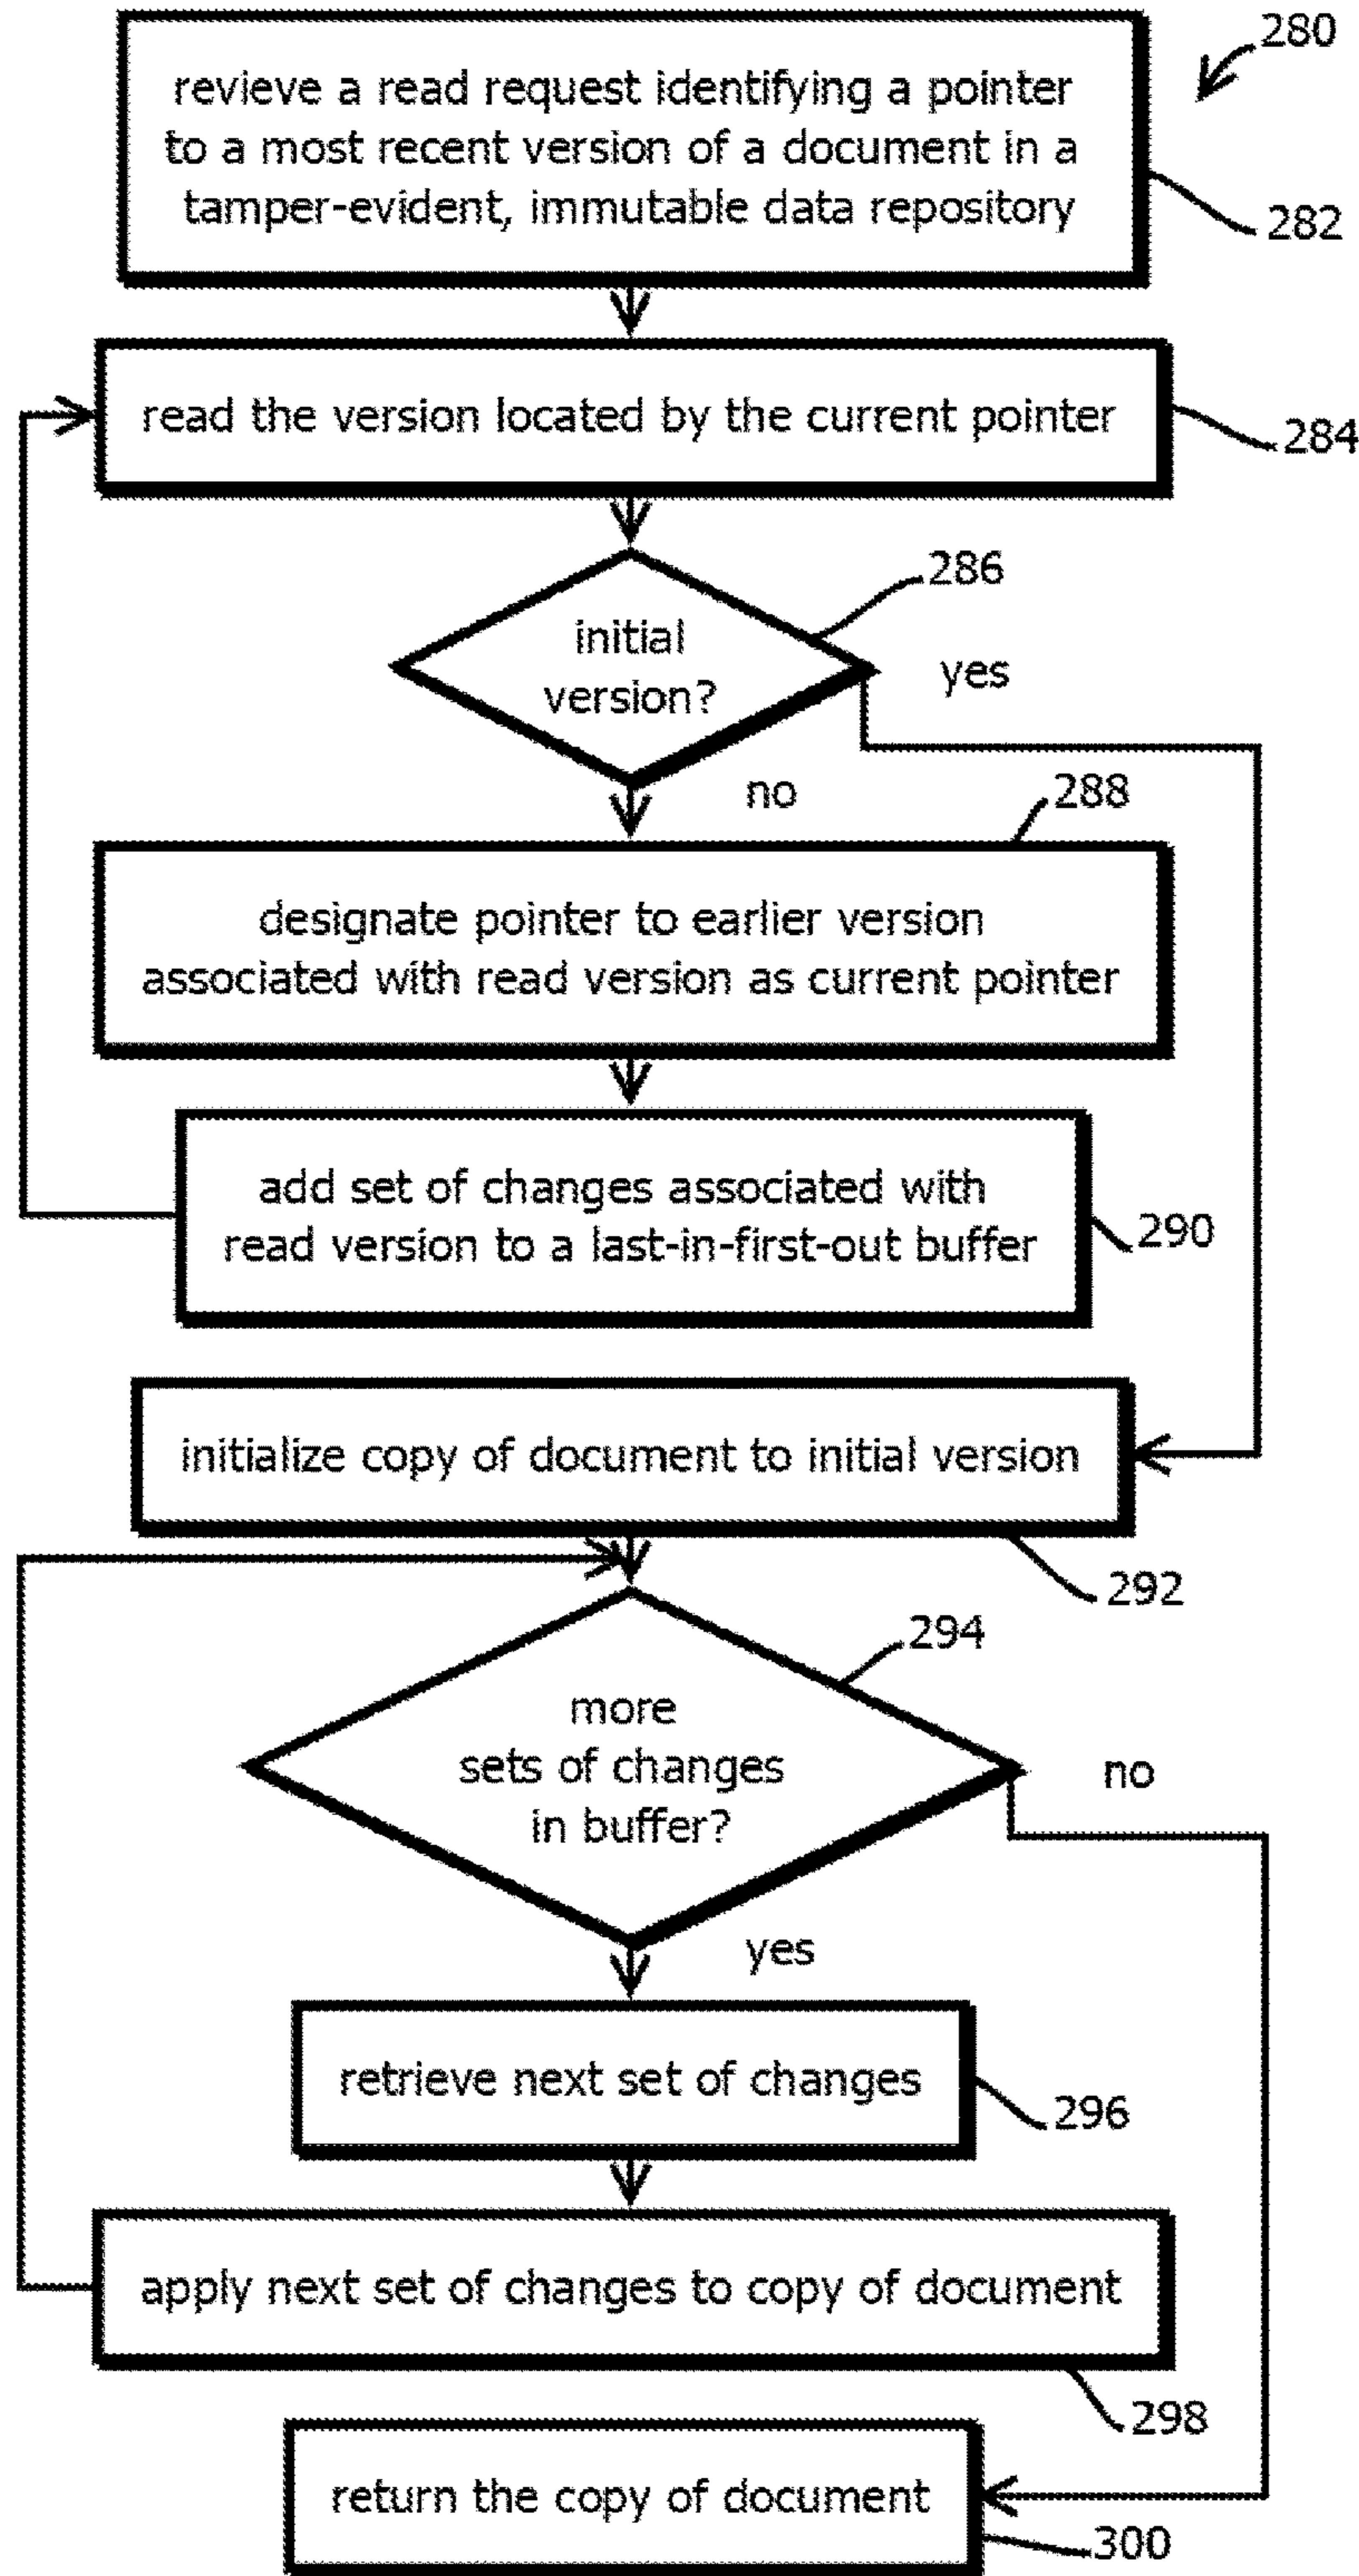 280
revieve a read request identifying a pointer
to a most recent version of a document in a
tamper-evident, immutable data repository
282
read the version located by the current pointer
284
286
initial
version?
yes
no
288
designate pointer to earlier version
associated with read version as current pointer
add set of changes associated with
read version to a last-in-first-out buffer
290
initialize copy of document to initial version
292
294
more
sets of changes
in buffer?
no
yes
retrieve next set of changes
296
apply next set of changes to copy of document
298
return the copy of document
300